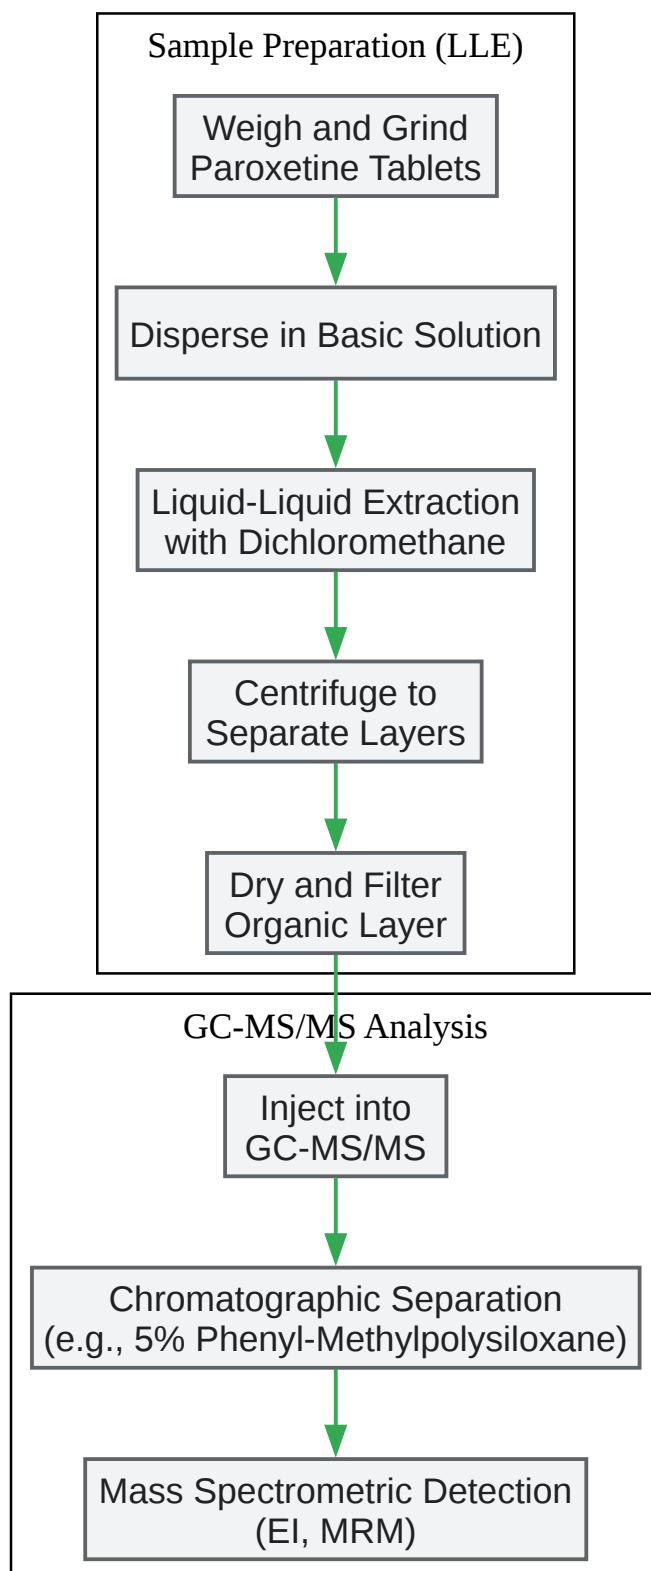 Sample Preparation (LLE)
Weigh and Grind
Paroxetine Tablets
Disperse in Basic Solution
Liquid-Liquid Extraction
with Dichloromethane
Centrifuge to
Separate Layers
Dry and Filter
Organic Layer
GC-MS/MS Analysis
Inject into
GC-MS/MS
Chromatographic Separation
(e.g., 5% Phenyl-Methylpolysiloxane)
Mass Spectrometric Detection
(EI, MRM)